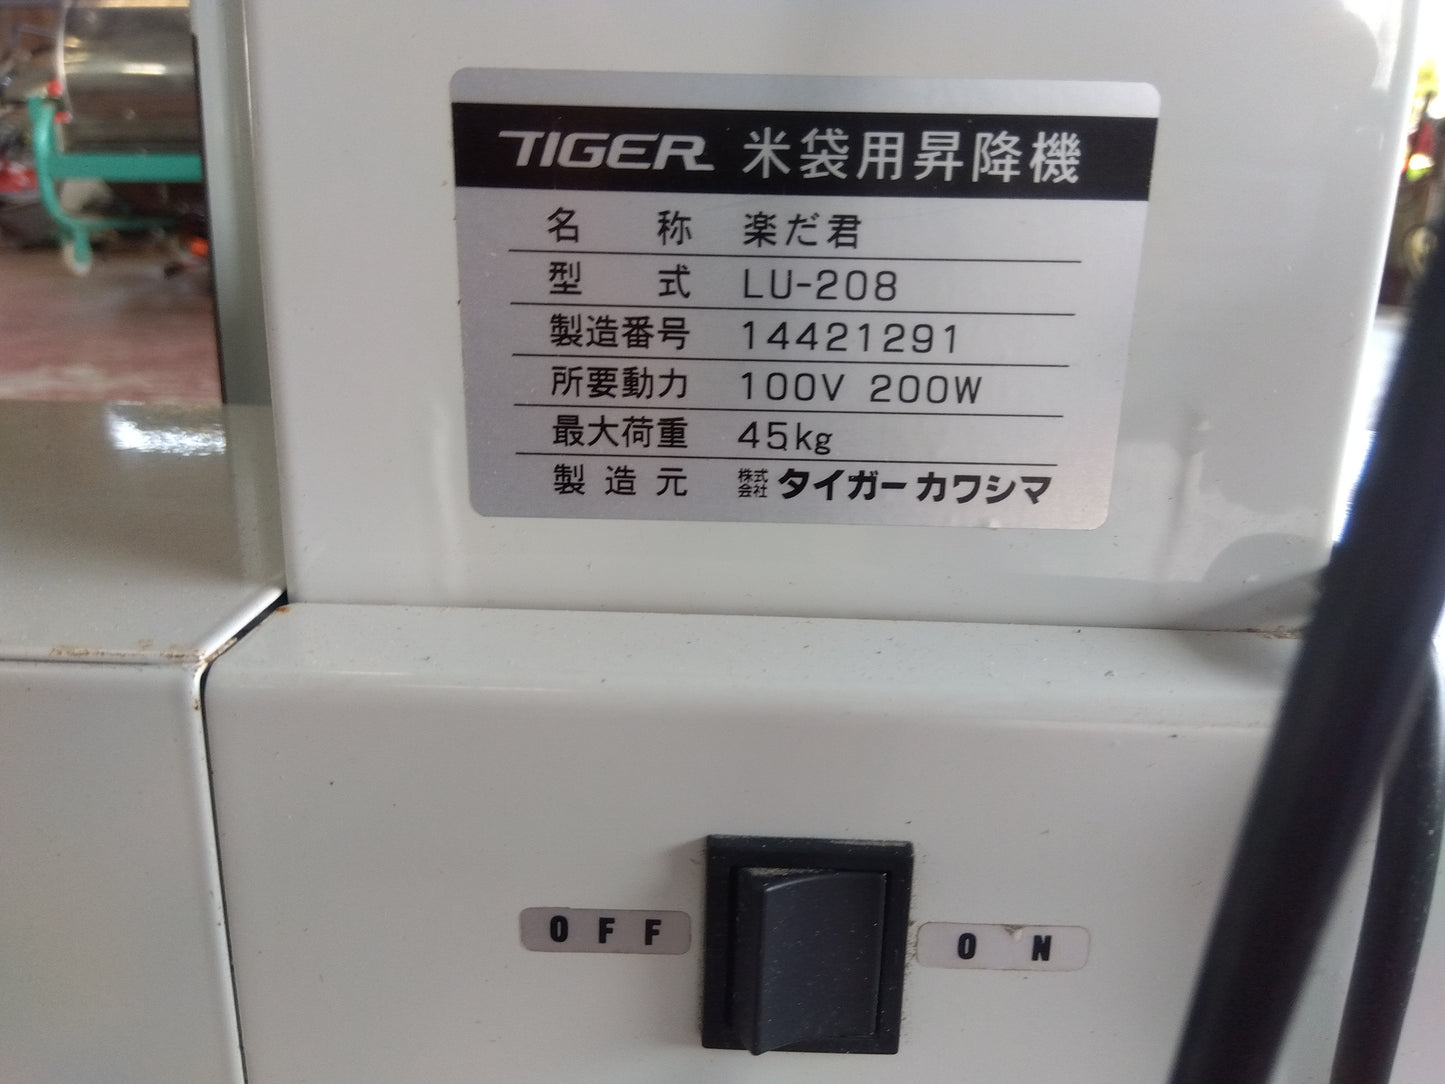 TIGER 米袋用昇降機
名称 楽だ君
型式 LU-208
製造番号 14421291
所要動力 100V 200W
最大荷重 45kg
製造元 株式会社 タイガーカワシマ
OFF ON